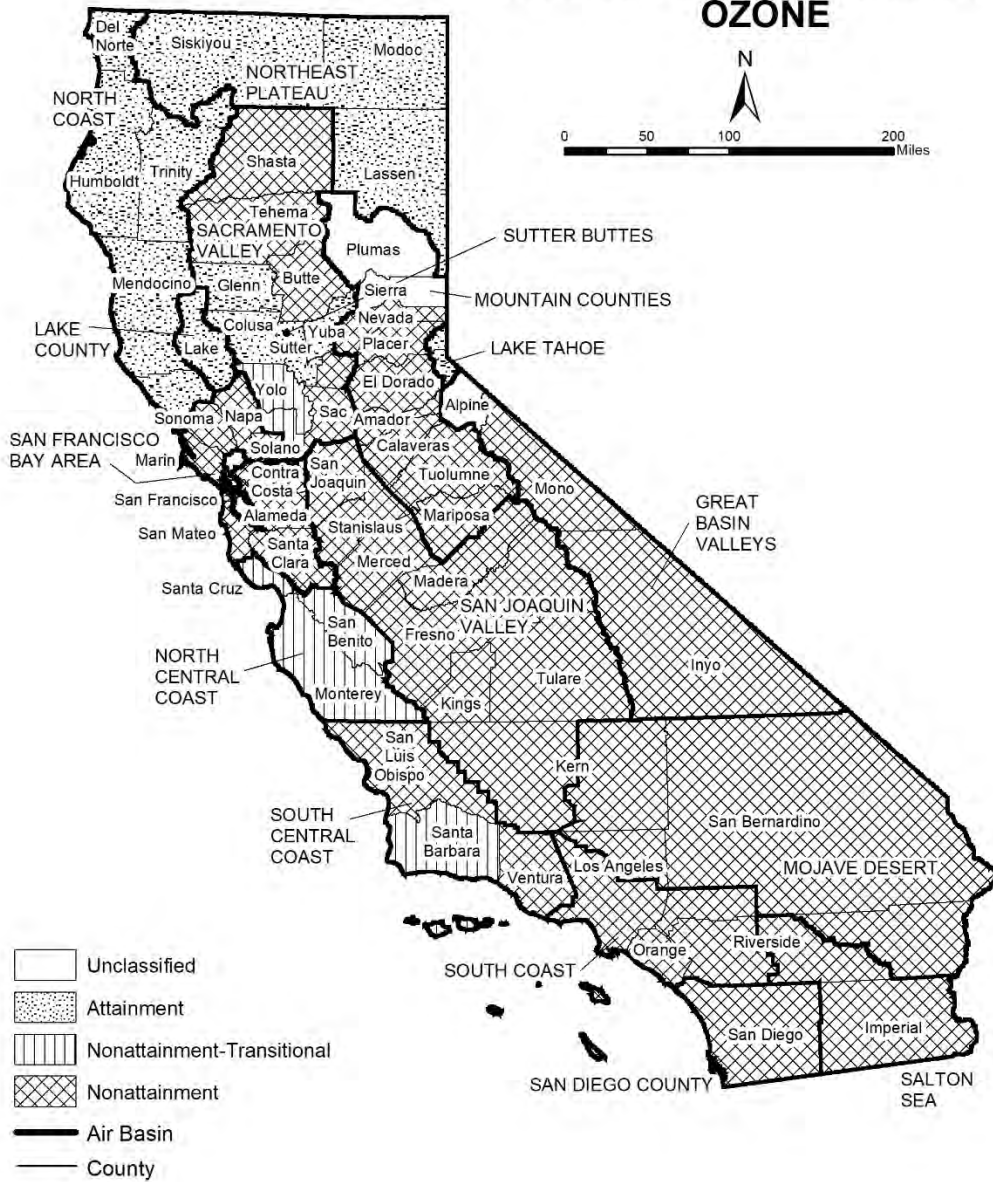 OZONE
N
0 50 100 200
Miles
Del
Norte
Siskiyou
Modoc
NORTHEAST
PLATEAU
NORTH
COAST
Shasta
Trinity
Humboldt
Lassen
Tehema
SACRAMENTO
VALLEY
Plumas
SUTTER BUTTES
Butte
Glenn
Mendocino
Sierra
MOUNTAIN COUNTIES
Nevada
Colusa
Yuba
LAKE
COUNTY
Lake
Sutter
Placer
LAKE TAHOE
Yolo
El Dorado
Alpine
Sonoma
Napa
Sac
Amador
SAN FRANCISCO
BAY AREA
Solano
Calaveras
Marin
Contra
Costa
San
Joaquin
Tuolumne
Mono
San Francisco
Alameda
Stanislaus
Mariposa
GREAT
BASIN
VALLEYS
San Mateo
Santa
Clara
Merced
Madera
Santa Cruz
SAN JOAQUIN
VALLEY
San
Benito
Fresno
NORTH
CENTRAL
COAST
Monterey
Kings
Tulare
Inyo
San
Luis
Obispo
Kern
San Bernardino
SOUTH
CENTRAL
COAST
Santa
Barbara
Ventura
Los Angeles
MOJAVE DESERT
Orange
Riverside
SOUTH COAST
San Diego
Imperial
SAN DIEGO COUNTY
SALTON
SEA
Unclassified
Attainment
Nonattainment-Transitional
Nonattainment
Air Basin
County